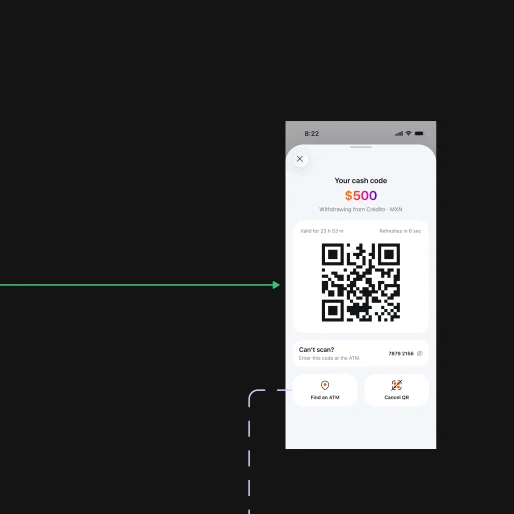 8:22
Your cash code
$500
Withdrawing from Crédito · MXN
Valid for 23 h 53 m
Refreshes in 6 sec
Can't scan?
Enter this code at the ATM.
7879 2156
Find an ATM
Cancel QR